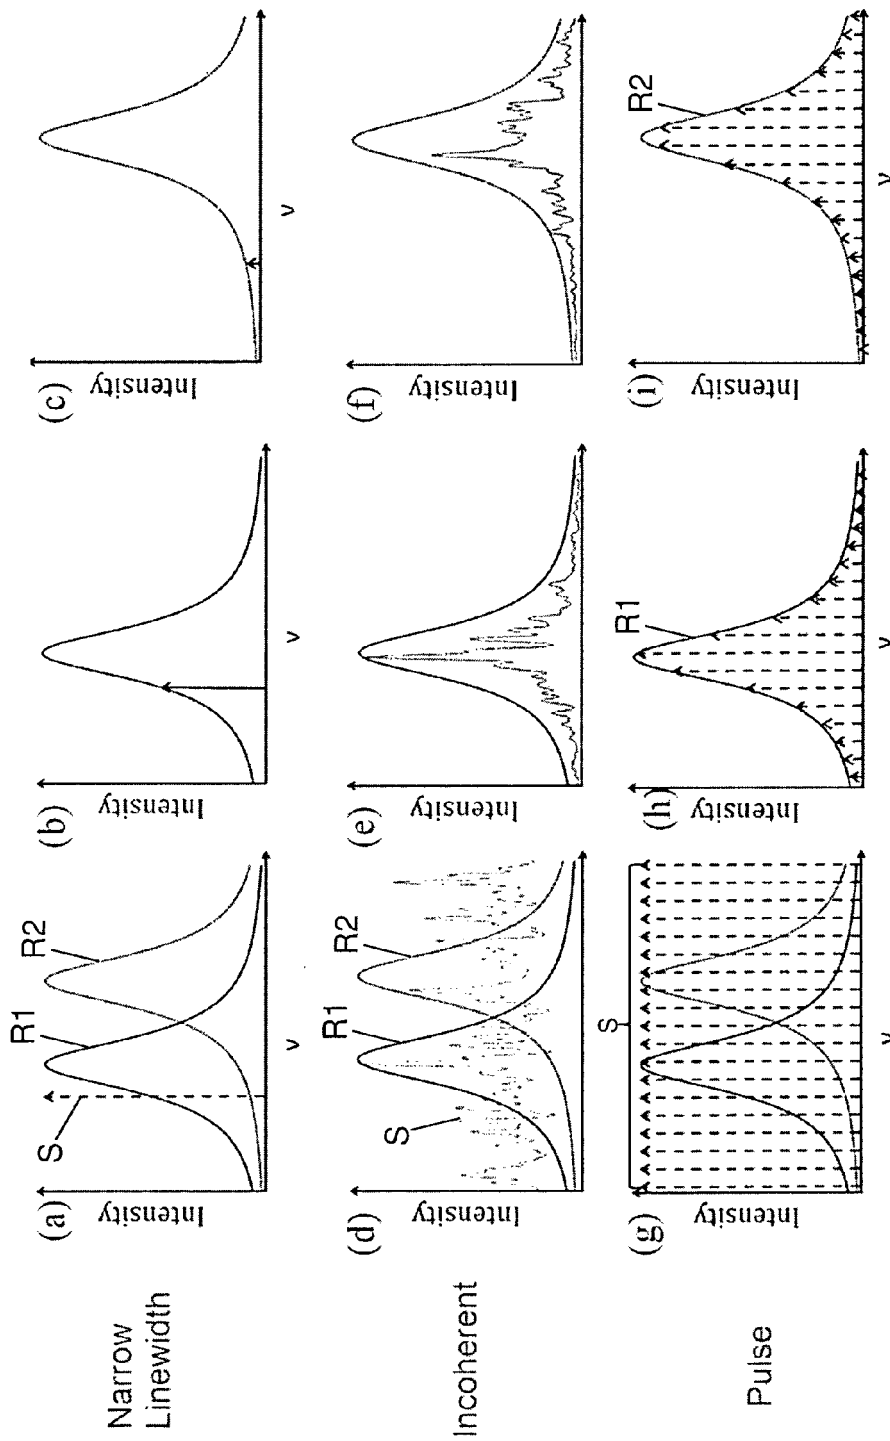 Narrow
Linewidth
(a)
Intensity
S
R1
R2
ν
(b)
Intensity
ν
(c)
Intensity
ν
Incoherent
(d)
Intensity
S
R1
R2
(e)
Intensity
(f)
Intensity
Pulse
(g)
Intensity
S
ν
(h)
Intensity
R1
ν
(i)
Intensity
R2
ν